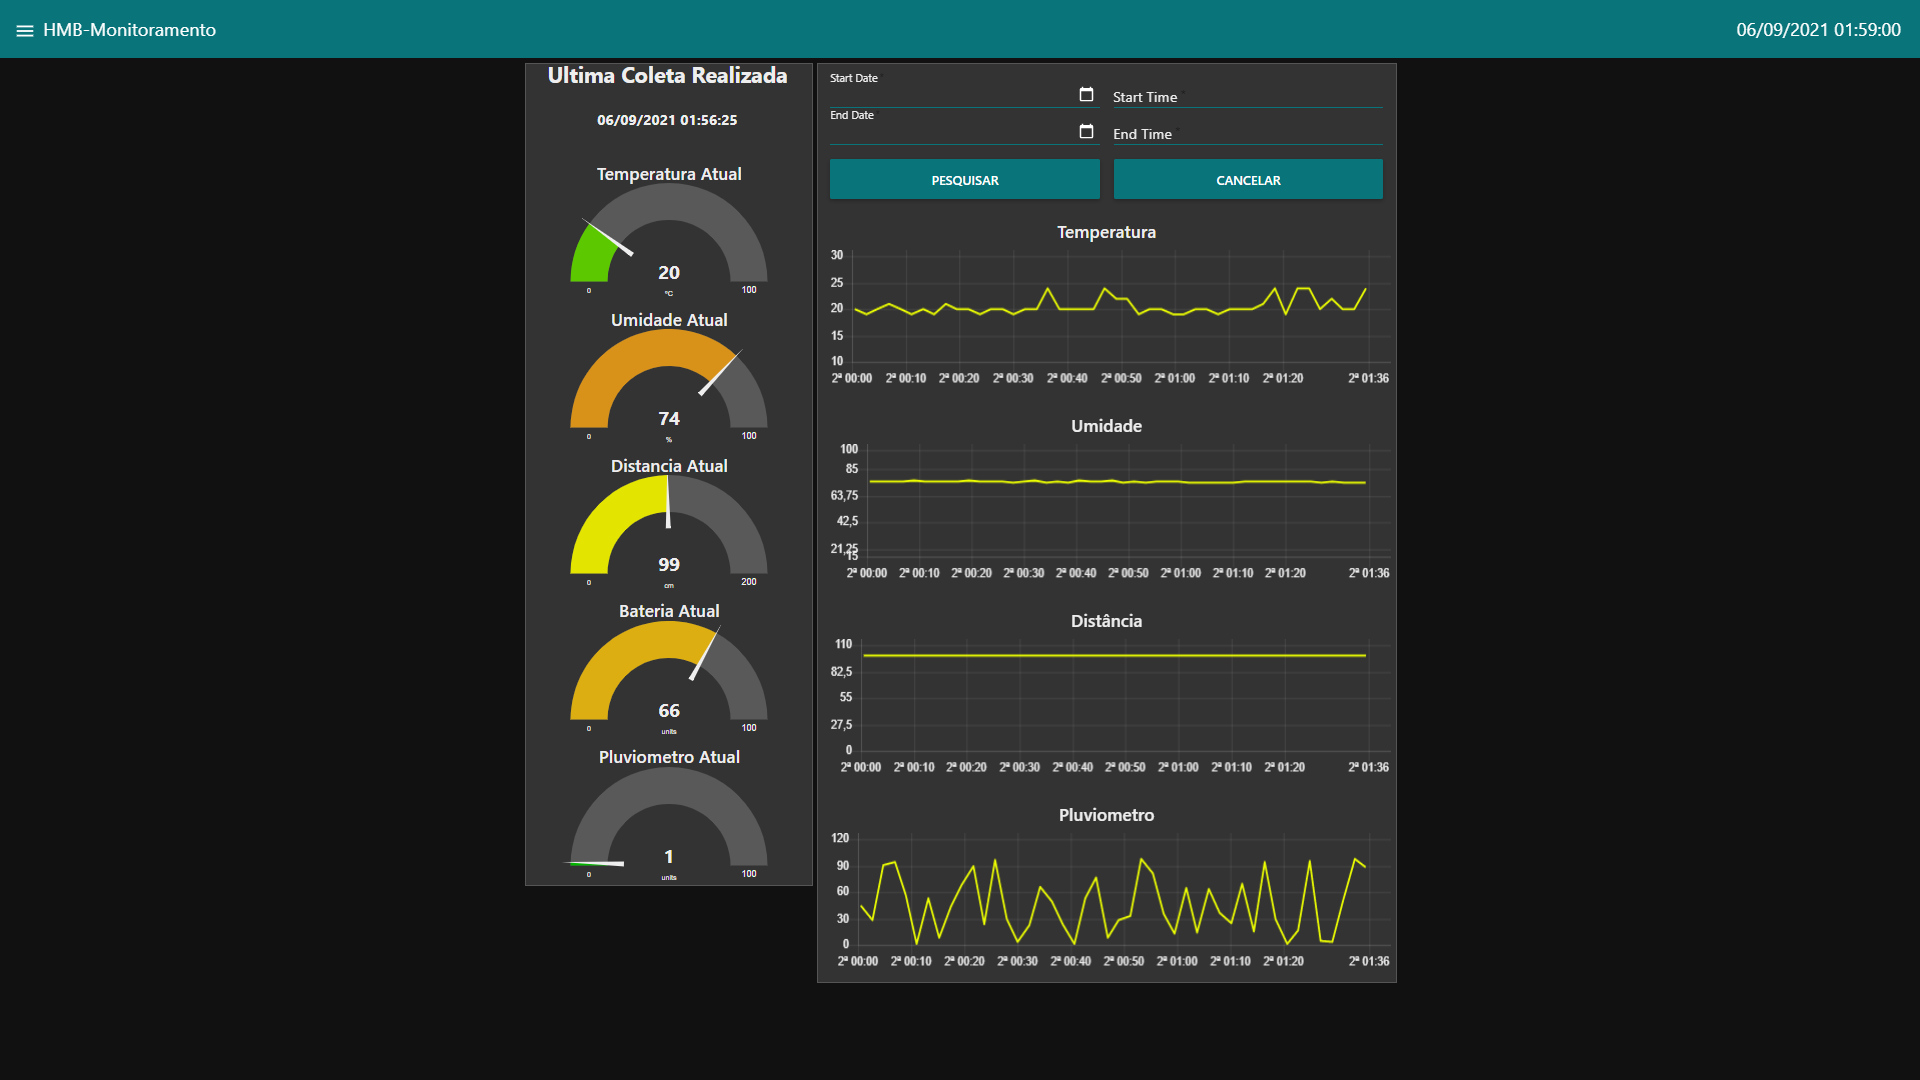 HMB-Monitoramento
06/09/2021 01:59:00
Ultima Coleta Realizada
06/09/2021 01:56:25
Temperatura Atual
20
ºC
0
100
Umidade Atual
74
%
0
100
Distancia Atual
99
cm
0
200
Bateria Atual
66
units
0
100
Pluviometro Atual
1
units
0
100
Start Date *
Start Time *
End Date
End Time *
PESQUISAR
CANCELAR
Temperatura
30
25
20
15
10
2ª 00:00 2ª 00:10 2ª 00:20 2ª 00:30 2ª 00:40 2ª 00:50 2ª 01:00 2ª 01:10 2ª 01:20 2ª 01:36
Umidade
100
85
63,75
42,5
21,25
15
2ª 00:00 2ª 00:10 2ª 00:20 2ª 00:30 2ª 00:40 2ª 00:50 2ª 01:00 2ª 01:10 2ª 01:20 2ª 01:36
Distância
110
82,5
55
27,5
0
2ª 00:00 2ª 00:10 2ª 00:20 2ª 00:30 2ª 00:40 2ª 00:50 2ª 01:00 2ª 01:10 2ª 01:20 2ª 01:36
Pluviometro
120
90
60
30
0
2ª 00:00 2ª 00:10 2ª 00:20 2ª 00:30 2ª 00:40 2ª 00:50 2ª 01:00 2ª 01:10 2ª 01:20 2ª 01:36